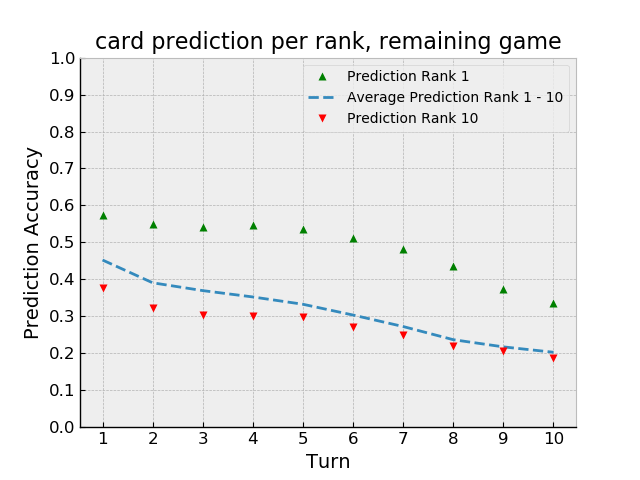 card prediction per rank, remaining game
Prediction Rank 1
Average Prediction Rank 1 - 10
Prediction Rank 10
Prediction Accuracy
1.0
0.9
0.8
0.7
0.6
0.5
0.4
0.3
0.2
0.1
0.0
1 2 3 4 5 6 7 8 9 10
Turn